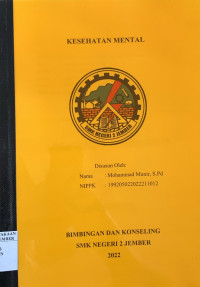 KESEHATAN MENTAL
SMK NEGERI 2 JEMBER
Disusun Oleh:
Nama : Mohammad Munir, S.Pd
NIPPK : 199203022022211012
BIMBINGAN DAN KONSELING
SMK NEGERI 2 JEMBER
2022